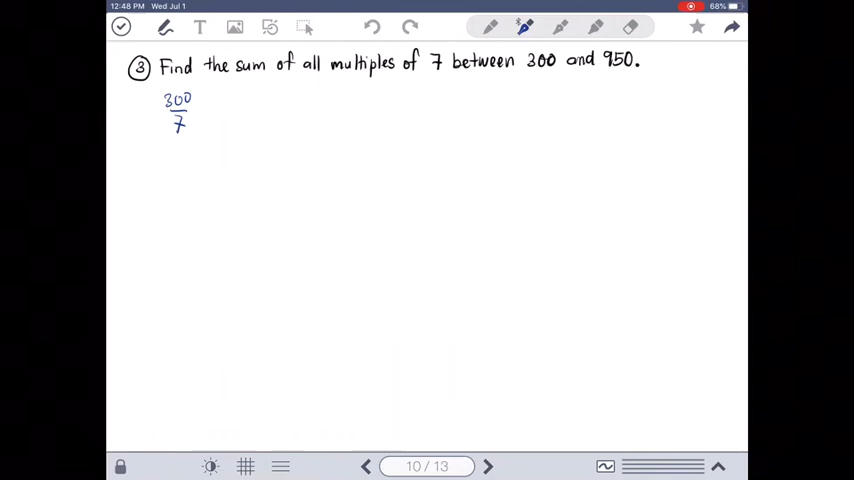 12:48 PM Wed Jul 1
68%
T
③ Find the sum of all multiples of 7 between 300 and 950.
300
7
10 / 13